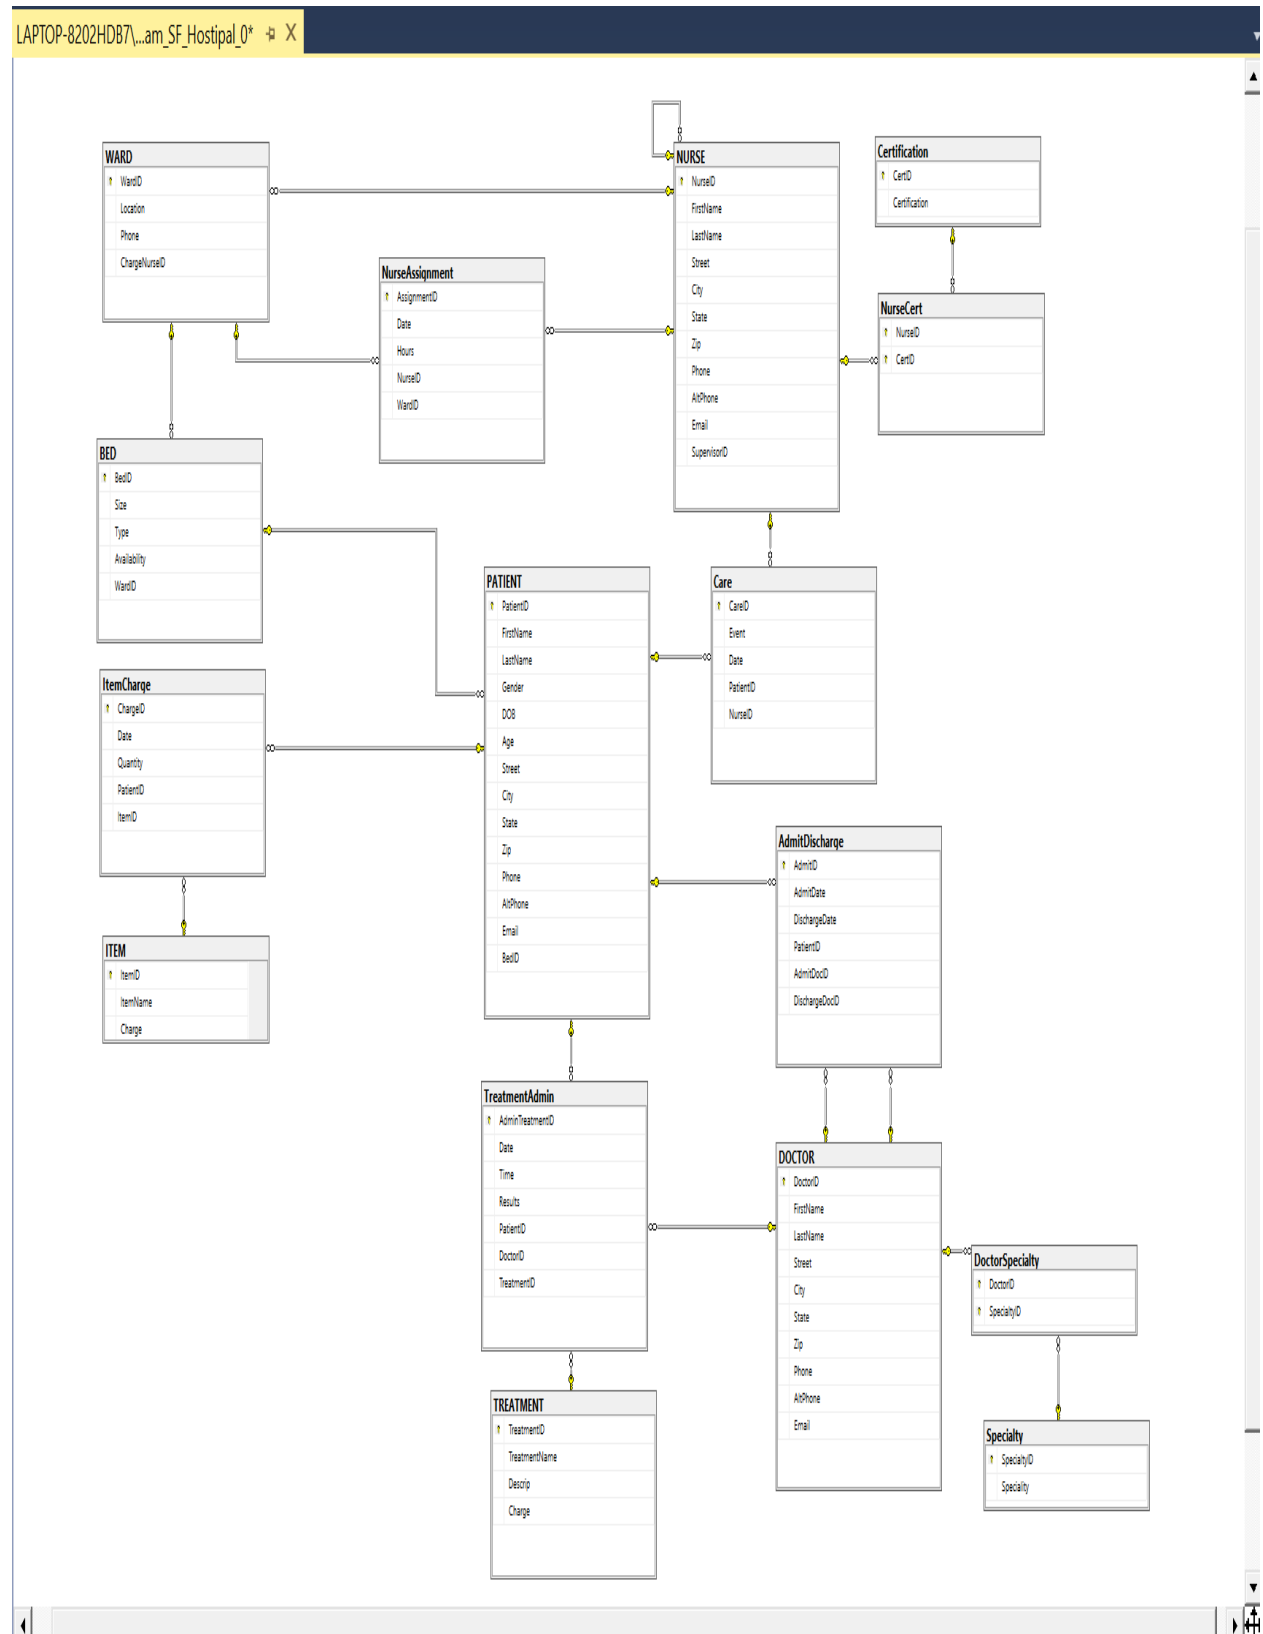 LAPTOP-8202HDB7\...am_SF_Hostipal_0*
WARD
WardID
Location
Phone
ChargeNurseID
NURSE
NurseID
FirstName
LastName
Street
City
State
Zip
Phone
AltPhone
Email
SupervisorID
Certification
CertID
Certification
NurseAssignment
AssignmentID
Date
Hours
NurseID
WardID
NurseCert
NurseID
CertID
BED
BedID
Size
Type
Availability
WardID
PATIENT
PatientID
FirstName
LastName
Gender
DOB
Age
Street
City
State
Zip
Phone
AltPhone
Email
BedID
Care
CareID
Event
Date
PatientID
NurseID
ItemCharge
ChargeID
Date
Quantity
PatientID
ItemID
AdmitDischarge
AdmitID
AdmitDate
DischargeDate
PatientID
AdmitDocID
DischargeDocID
ITEM
ItemID
ItemName
Charge
TreatmentAdmin
AdminTreatmentID
Date
Time
Results
PatientID
DoctorID
TreatmentID
DOCTOR
DoctorID
FirstName
LastName
Street
City
State
Zip
Phone
AltPhone
Email
DoctorSpecialty
DoctorID
SpecialtyID
TREATMENT
TreatmentID
TreatmentName
Descrip
Charge
Specialty
SpecialtyID
Speciality